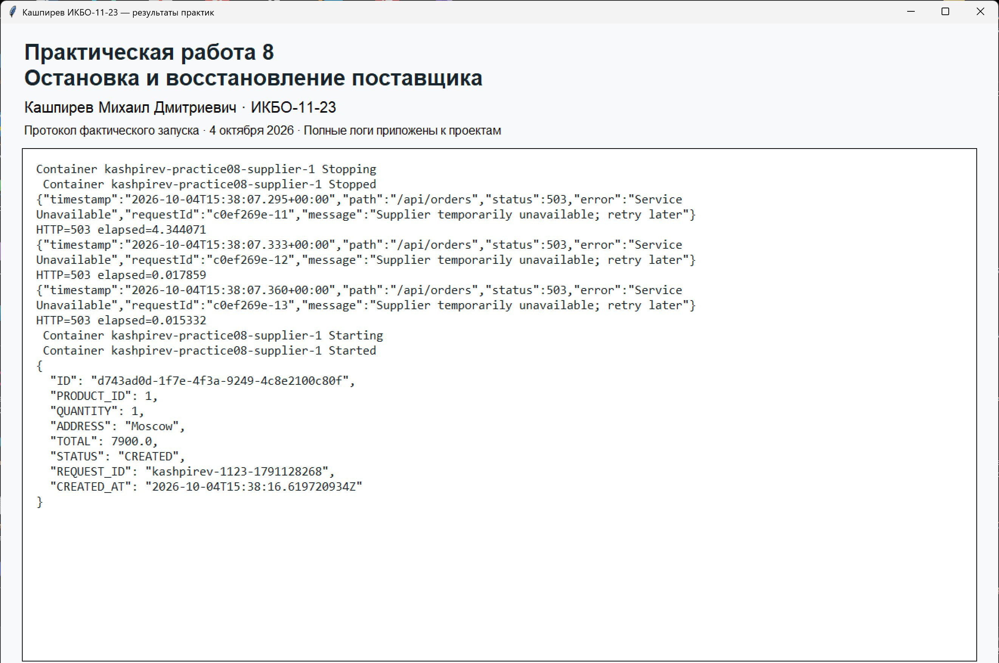 Кашпирев ИКБО-11-23 — результаты практик
Практическая работа 8
Остановка и восстановление поставщика
Кашпирев Михаил Дмитриевич · ИКБО-11-23
Протокол фактического запуска · 4 октября 2026 · Полные логи приложены к проектам
Container kashpirev-practice08-supplier-1 Stopping
 Container kashpirev-practice08-supplier-1 Stopped
{"timestamp":"2026-10-04T15:38:07.295+00:00","path":"/api/orders","status":503,"error":"Service
Unavailable","requestId":"c0ef269e-11","message":"Supplier temporarily unavailable; retry later"}
HTTP=503 elapsed=4.344071
{"timestamp":"2026-10-04T15:38:07.333+00:00","path":"/api/orders","status":503,"error":"Service
Unavailable","requestId":"c0ef269e-12","message":"Supplier temporarily unavailable; retry later"}
HTTP=503 elapsed=0.017859
{"timestamp":"2026-10-04T15:38:07.360+00:00","path":"/api/orders","status":503,"error":"Service
Unavailable","requestId":"c0ef269e-13","message":"Supplier temporarily unavailable; retry later"}
HTTP=503 elapsed=0.015332
 Container kashpirev-practice08-supplier-1 Starting
 Container kashpirev-practice08-supplier-1 Started
{
  "ID": "d743ad0d-1f7e-4f3a-9249-4c8e2100c80f",
  "PRODUCT_ID": 1,
  "QUANTITY": 1,
  "ADDRESS": "Moscow",
  "TOTAL": 7900.0,
  "STATUS": "CREATED",
  "REQUEST_ID": "kashpirev-1123-1791128268",
  "CREATED_AT": "2026-10-04T15:38:16.619720934Z"
}